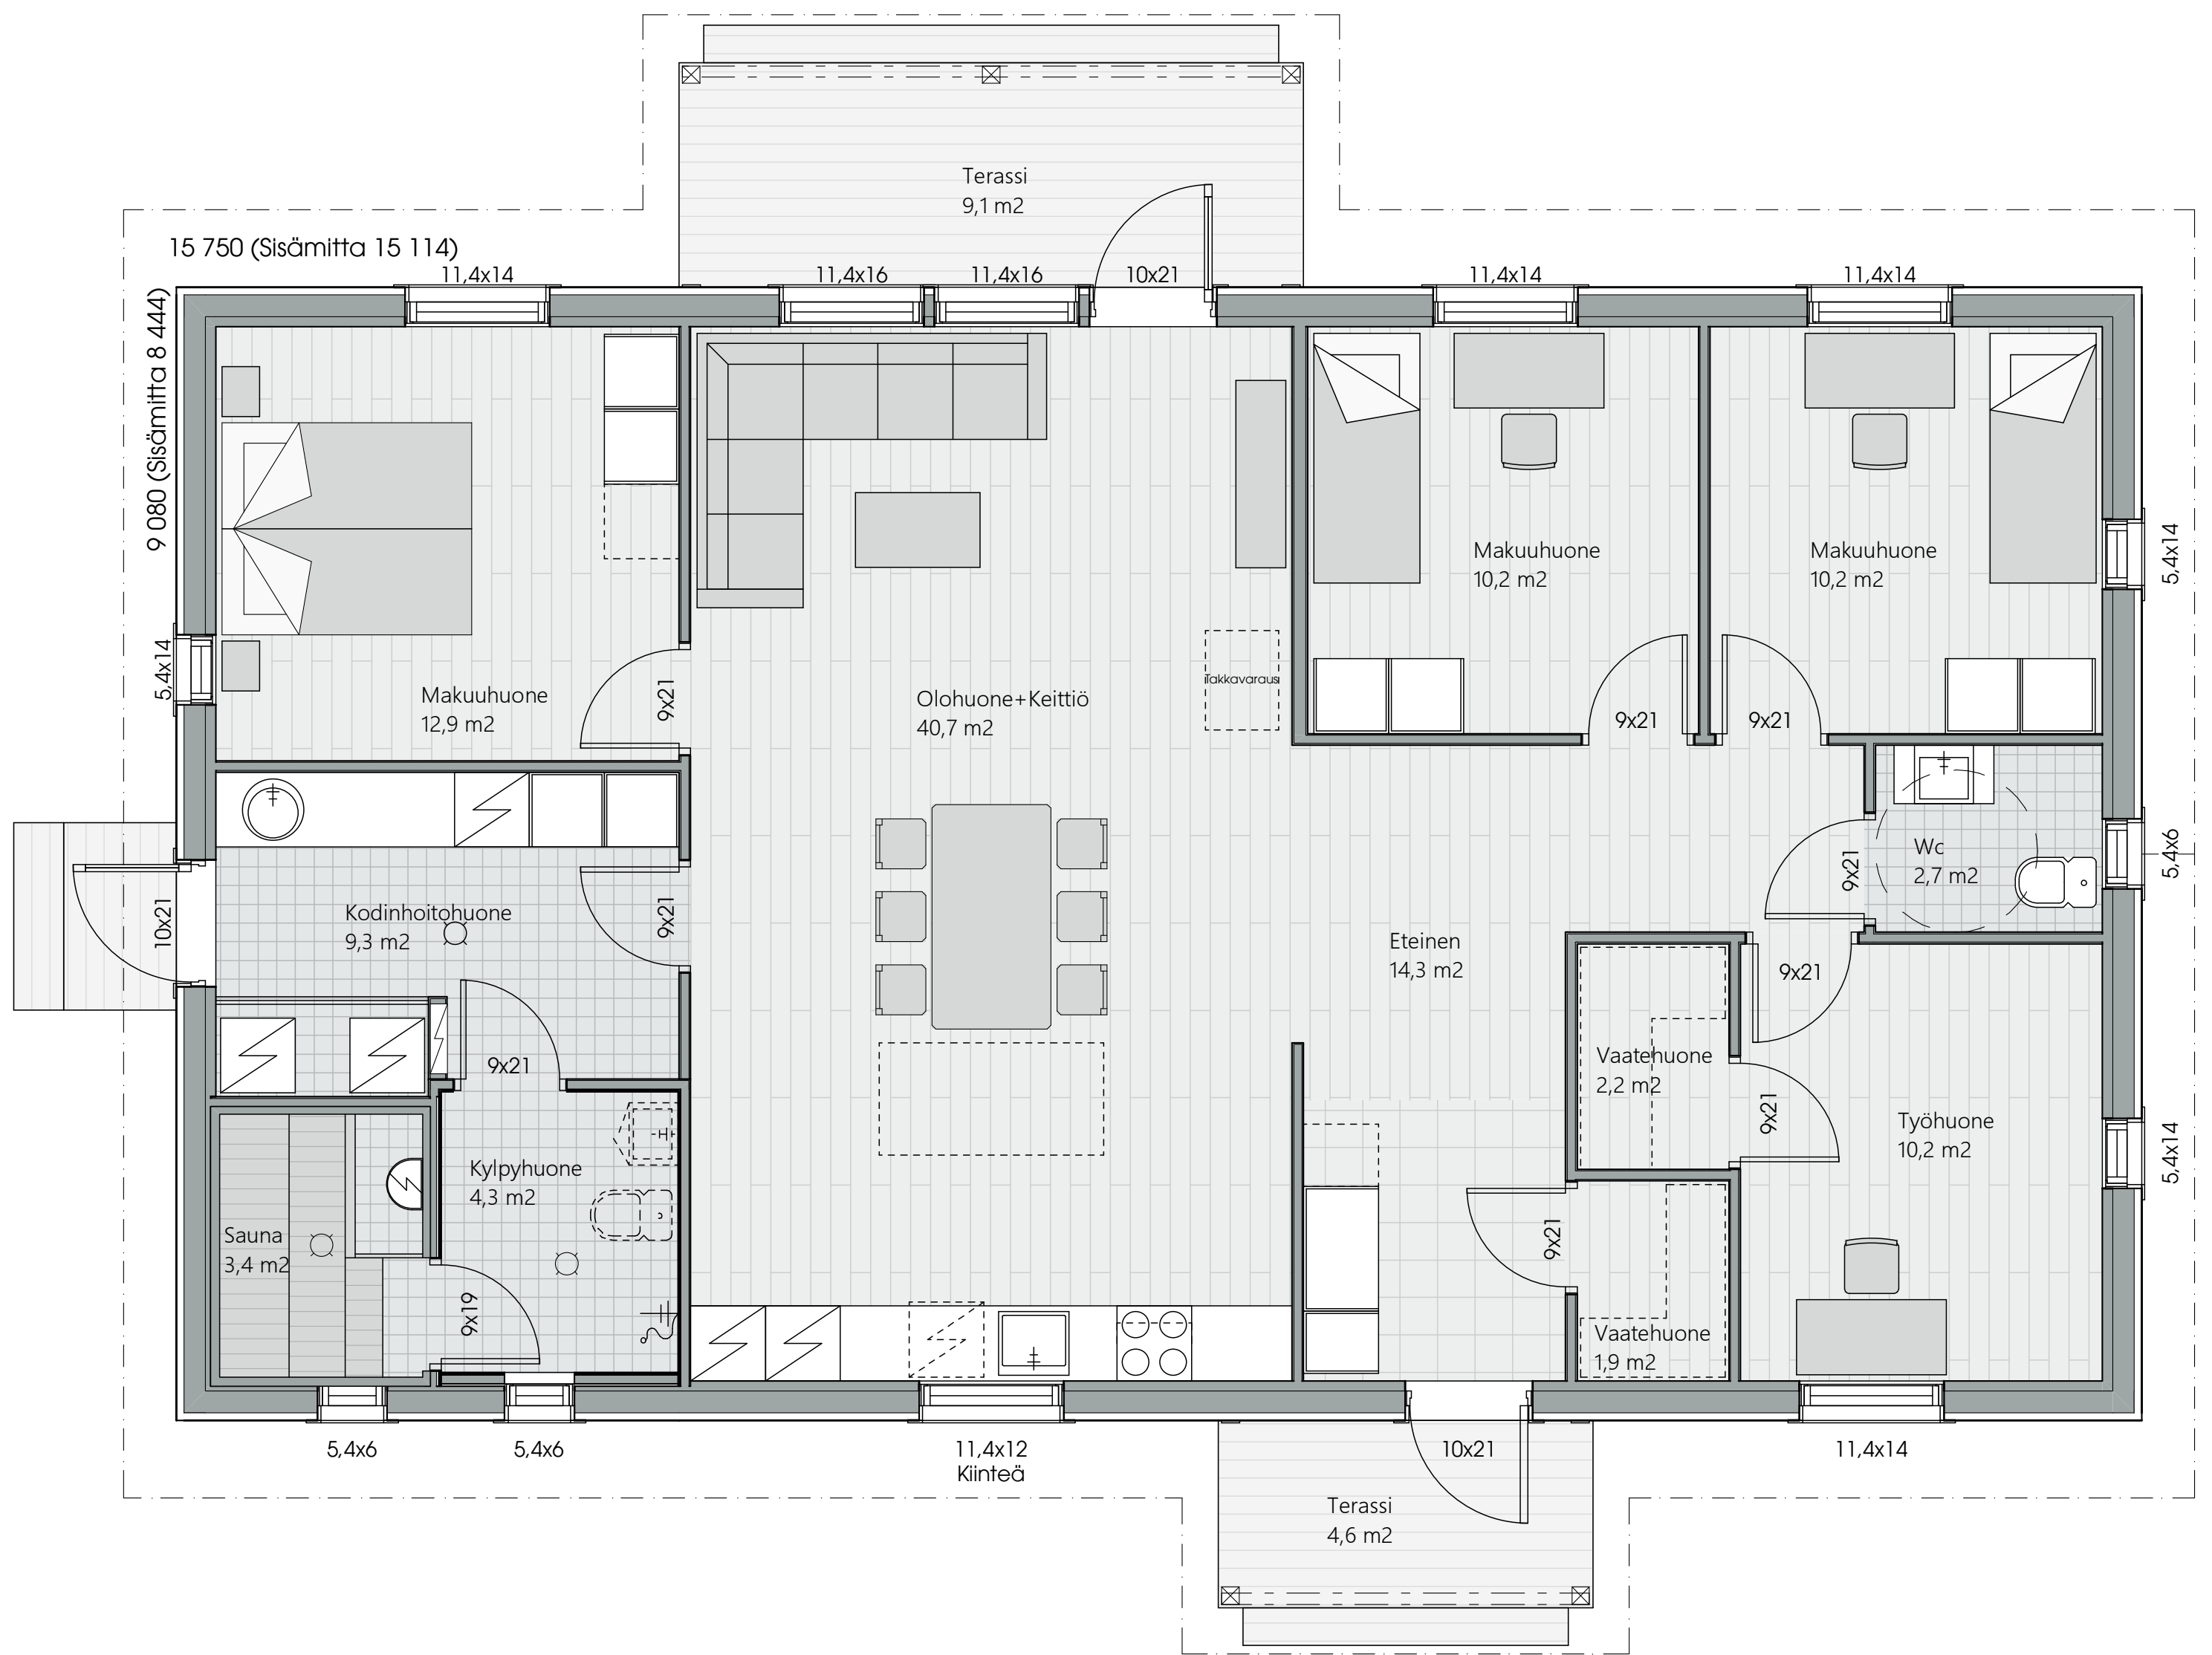 Terassi
9,1 m2
15 750 (Sisämitta 15 114)
9 080 (Sisämitta 8 444)
11,4x14
11,4x16
11,4x16
10x21
11,4x14
11,4x14
5,4x14
Makuuhuone
12,9 m2
9x21
Olohuone+Keittiö
40,7 m2
Takkavaraus
Makuuhuone
10,2 m2
9x21
Makuuhuone
10,2 m2
9x21
5,4x14
10x21
Kodinhoitohuone
9,3 m2
9x21
9x21
Eteinen
14,3 m2
Wc
2,7 m2
9x21
5,4x6
9x21
Vaatehuone
2,2 m2
9x21
Työhuone
10,2 m2
5,4x14
Kylpyhuone
4,3 m2
Sauna
3,4 m2
9x19
9x21
Vaatehuone
1,9 m2
5,4x6
5,4x6
11,4x12
Kiinteä
10x21
11,4x14
Terassi
4,6 m2